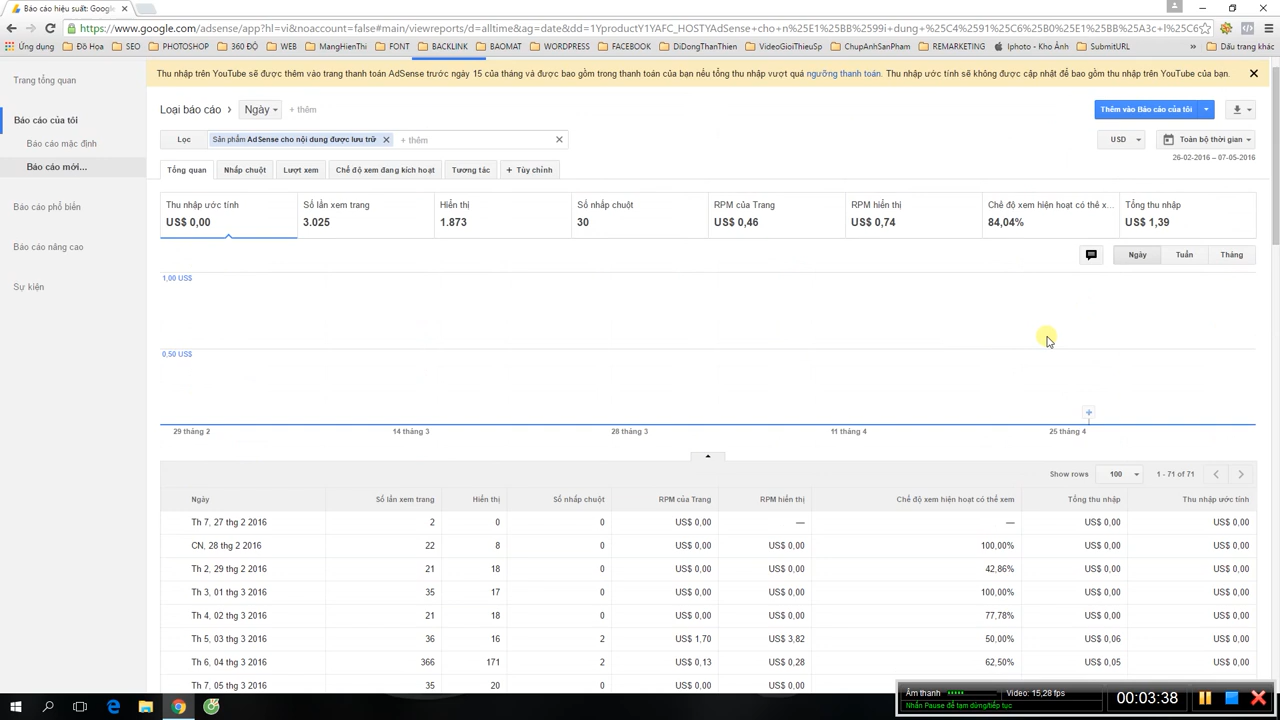 Báo cáo hiệu suất: Google
https://www.google.com/adsense/app?hl=vi&noaccount=false#main/viewreports/d=alltime&ag=date&dd=1YproductY1YAFC_HOSTYAdSense+cho+n%25E1%25BB%2599i+dung+%25C4%2591%25C6%25B0%25E1%25BB%25A3c+l%25C6
Ứng dụng Đồ Họa SEO PHOTOSHOP 360 ĐỘ WEB MangHienThi FONT BACKLINK BAOMAT WORDPRESS FACEBOOK DiDongThanThien VideoGioiThieuSp ChupAnhSanPham REMARKETING Iphoto - Kho Ảnh SubmitURL » Dấu trang khác
Trang tổng quan
Báo cáo của tôi
Báo cáo mặc định
Báo cáo mới...
Báo cáo phổ biến
Báo cáo nâng cao
Sự kiện
Thu nhập trên YouTube sẽ được thêm vào trang thanh toán AdSense trước ngày 15 của tháng và được bao gồm trong thanh toán của bạn nếu tổng thu nhập vượt quá ngưỡng thanh toán. Thu nhập ước tính sẽ không được cập nhật để bao gồm thu nhập trên YouTube của bạn.
Loại báo cáo › Ngày + thêm
Thêm vào Báo cáo của tôi
Lọc Sản phẩm AdSense cho nội dung được lưu trữ + thêm
USD Toàn bộ thời gian
26-02-2016 – 07-05-2016
Tổng quan Nhấp chuột Lượt xem Chế độ xem đang kích hoạt Tương tác + Tùy chỉnh
Thu nhập ước tính Số lần xem trang Hiển thị Số nhấp chuột RPM của Trang RPM hiển thị Chế độ xem hiện hoạt có thể x... Tổng thu nhập
US$ 0,00 3.025 1.873 30 US$ 0,46 US$ 0,74 84,04% US$ 1,39
Ngày Tuần Tháng
1,00 US$
0,50 US$
29 tháng 2 14 tháng 3 28 tháng 3 11 tháng 4 25 tháng 4
Show rows 100 1 - 71 of 71
Ngày Số lần xem trang Hiển thị Số nhấp chuột RPM của Trang RPM hiển thị Chế độ xem hiện hoạt có thể xem Tổng thu nhập Thu nhập ước tính
Th 7, 27 thg 2 2016 2 0 0 US$ 0,00 — — US$ 0,00 US$ 0,00
CN, 28 thg 2 2016 22 8 0 US$ 0,00 US$ 0,00 100,00% US$ 0,00 US$ 0,00
Th 2, 29 thg 2 2016 21 18 0 US$ 0,00 US$ 0,00 42,86% US$ 0,00 US$ 0,00
Th 3, 01 thg 3 2016 35 17 0 US$ 0,00 US$ 0,00 100,00% US$ 0,00 US$ 0,00
Th 4, 02 thg 3 2016 21 18 0 US$ 0,00 US$ 0,00 77,78% US$ 0,00 US$ 0,00
Th 5, 03 thg 3 2016 36 16 2 US$ 1,70 US$ 3,82 50,00% US$ 0,06 US$ 0,00
Th 6, 04 thg 3 2016 366 171 2 US$ 0,13 US$ 0,28 62,50% US$ 0,05 US$ 0,00
Th 7, 05 thg 3 2016 35 20 0 US$ 0,00 US$ 0,00
Âm thanh Video: 15,28 fps
Nhấn Pause để tạm dừng/tiếp tục
00:03:38